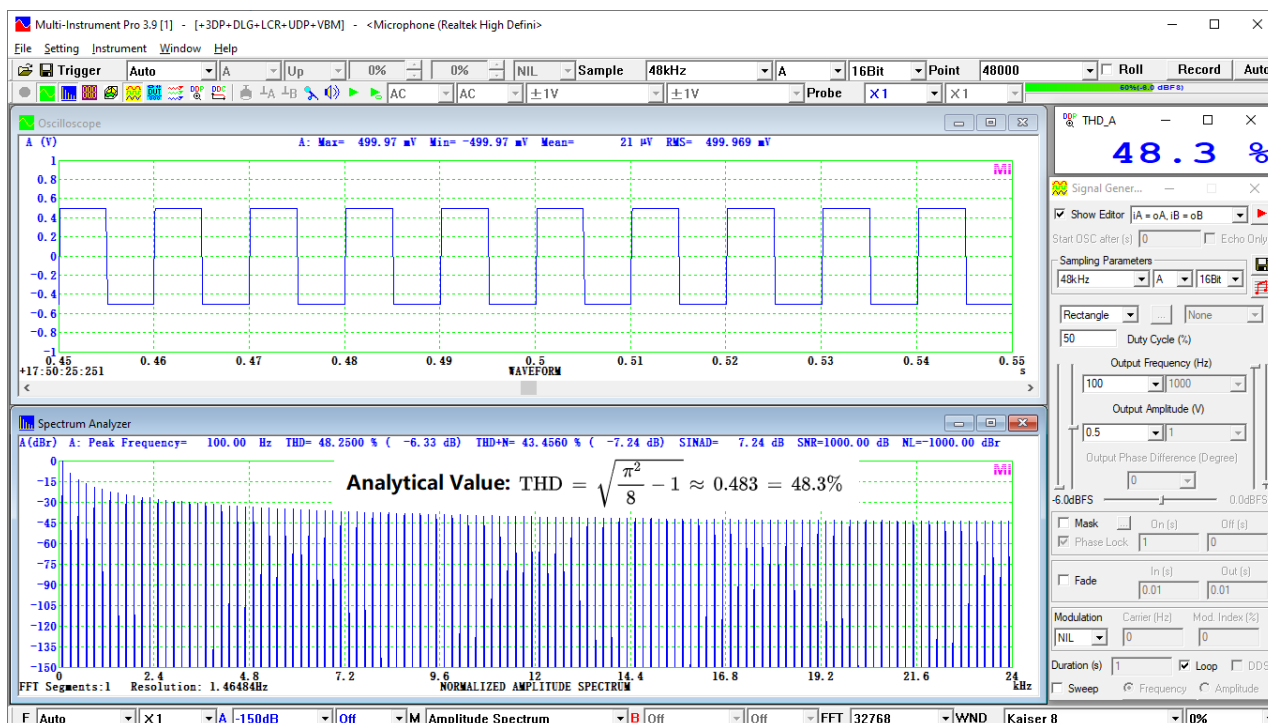 Multi-Instrument Pro 3.9 [1] - [+3DP+DLG+LCR+UDP+VBM] - <Microphone (Realtek High Defini>
File Setting Instrument Window Help
Trigger Auto A Up 0% 0% NIL Sample 48kHz A 16Bit Point 48000 Roll Record Auto
AC AC ±1V ±1V Probe X1 X1 50%(-6.0 dBFS)
Oscilloscope
A (V) A: Max= 499.97 mV Min= -499.97 mV Mean= 21 µV RMS= 499.969 mV
MI
1
0.8
0.6
0.4
0.2
0
-0.2
-0.4
-0.6
-0.8
-1
0.45 0.46 0.47 0.48 0.49 0.5 0.51 0.52 0.53 0.54 0.55
+17:50:25:251 WAVEFORM s
Spectrum Analyzer
A(dBr) A: Peak Frequency= 100.00 Hz THD= 48.2500 % ( -6.33 dB) THD+N= 43.4560 % ( -7.24 dB) SINAD= 7.24 dB SNR=1000.00 dB NL=-1000.00 dBr
MI
Analytical Value: THD = √(π²/8 − 1) ≈ 0.483 = 48.3%
0
-15
-30
-45
-60
-75
-90
-105
-120
-135
-150
0 2.4 4.8 7.2 9.6 12 14.4 16.8 19.2 21.6 24
FFT Segments:1 Resolution: 1.46484Hz NORMALIZED AMPLITUDE SPECTRUM kHz
DDP THD_A
48.3 %
Signal Gener...
Show Editor iA = oA, iB = oB
Start OSC after (s) 0 Echo Only
Sampling Parameters
48kHz A 16Bit
Rectangle ... None
50 Duty Cycle (%)
Output Frequency (Hz)
100 1000
Output Amplitude (V)
0.5 1
Output Phase Difference (Degree)
0
-6.0dBFS 0.0dBFS
Mask ... On (s) Off (s)
Phase Lock 1 0
In (s) Out (s)
Fade 0.01 0.01
Modulation Carrier (Hz) Mod. Index (%)
NIL 0 0
Duration (s) 1 Loop DDS
Sweep Frequency Amplitude
F Auto X1 A -150dB Off M Amplitude Spectrum B Off Off FFT 32768 WND Kaiser 8 0%